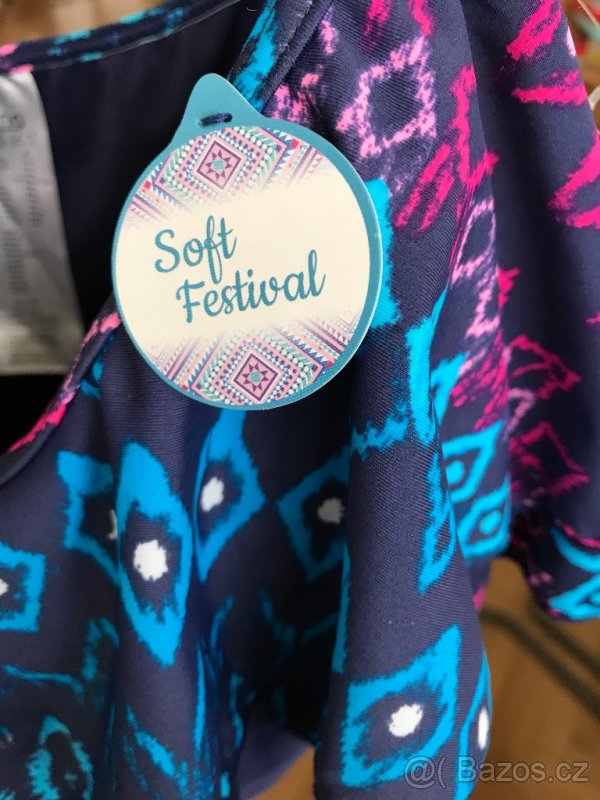 Soft
Festival
@( Bazos.cz